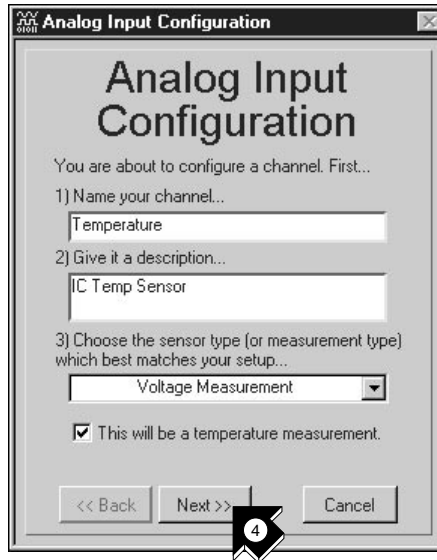 Analog Input Configuration
Analog Input
Configuration
You are about to configure a channel. First...
1) Name your channel...
Temperature
2) Give it a description...
IC Temp Sensor
3) Choose the sensor type (or measurement type)
which best matches your setup...
Voltage Measurement
This will be a temperature measurement.
<< Back Next >> Cancel
4